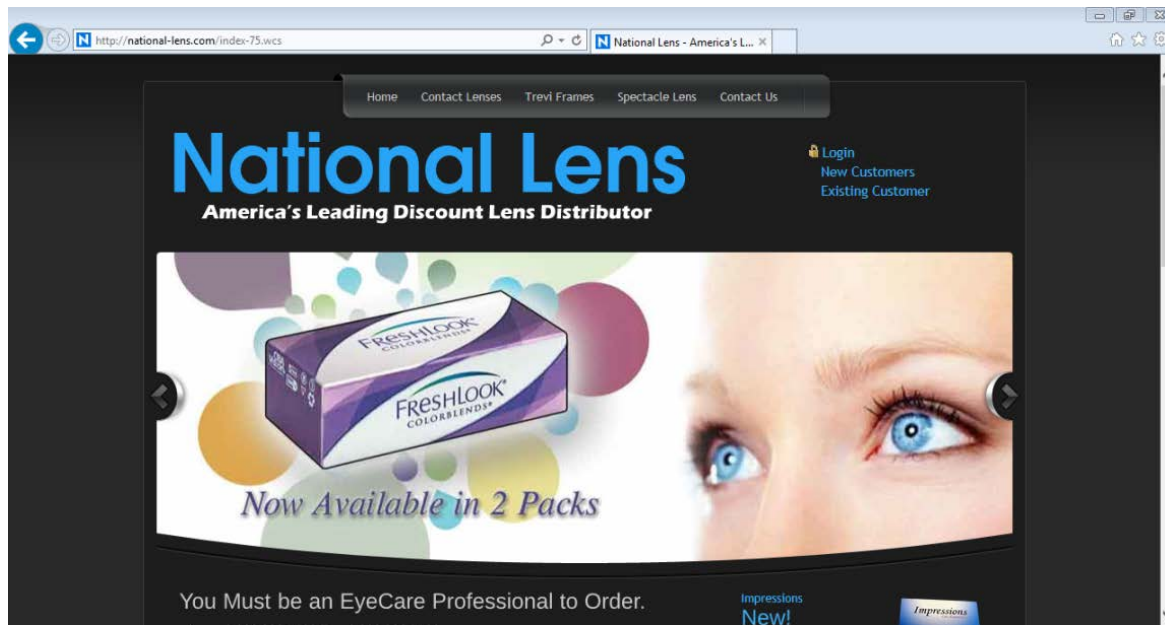 http://national-lens.com/index-75.wcs
National Lens - America's L...
Home Contact Lenses Trevi Frames Spectacle Lens Contact Us
National Lens
America's Leading Discount Lens Distributor
Login
New Customers
Existing Customer
FRESHLOOK
COLORBLENDS
FRESHLOOK
COLORBLENDS
Now Available in 2 Packs
You Must be an EyeCare Professional to Order.
Impressions
New!
Impressions